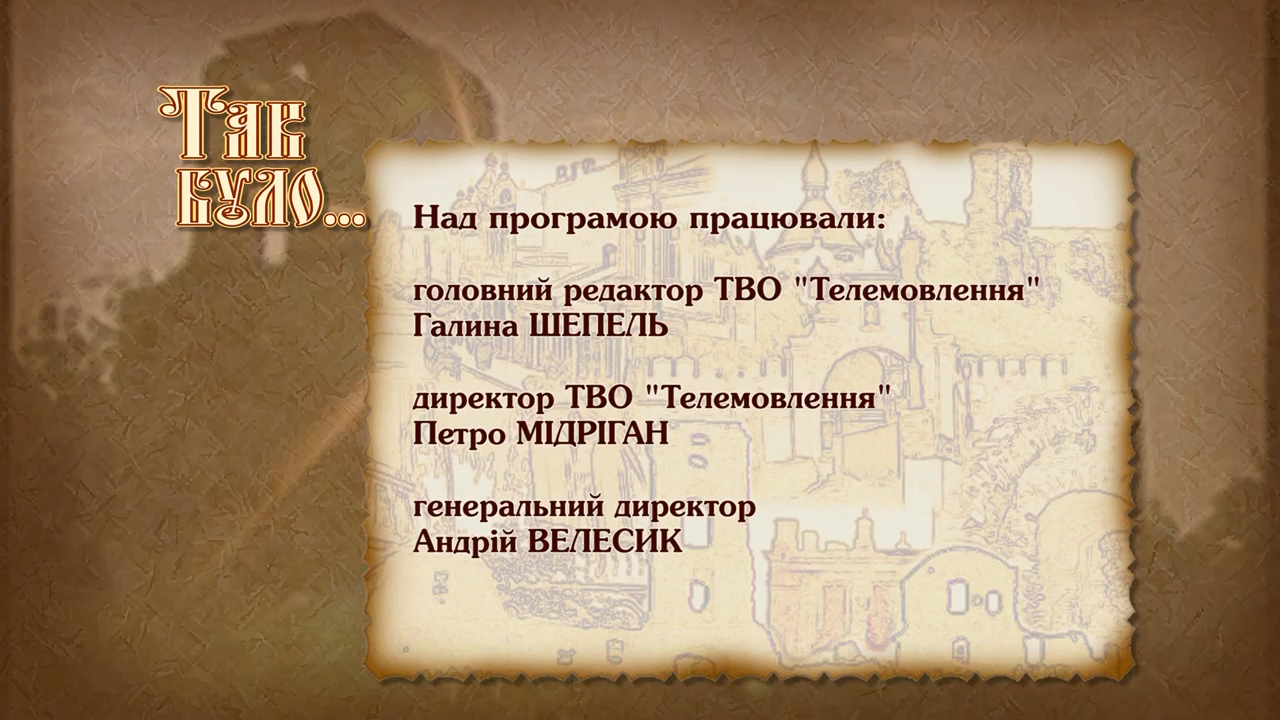 Так
було...
Над програмою працювали:
головний редактор ТВО "Телемовлення"
Галина ШЕПЕЛЬ
директор ТВО "Телемовлення"
Петро МІДРІГАН
генеральний директор
Андрій ВЕЛЕСИК